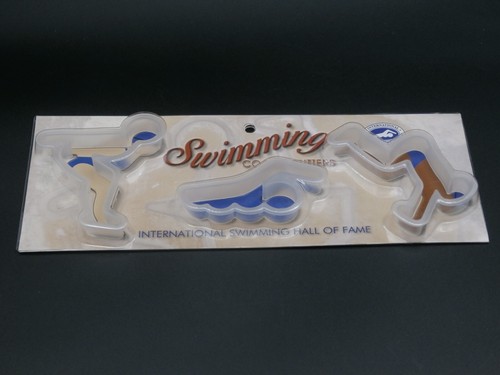 Swimming
INTERNATIONAL SWIMMING HALL OF FAME